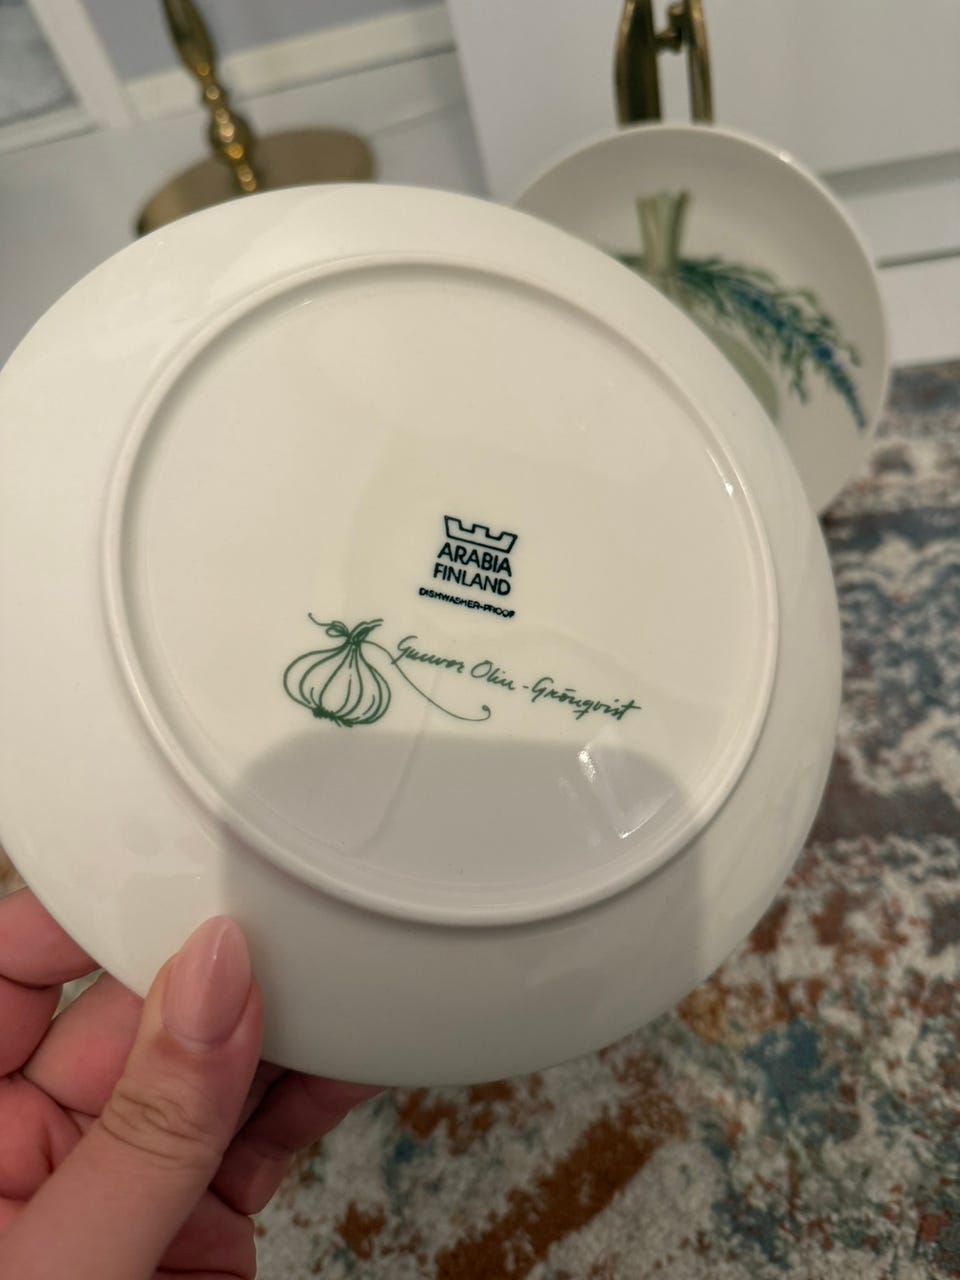 ARABIA
FINLAND
DISHWASHER-PROOF
Gunvor Olin-Grönqvist